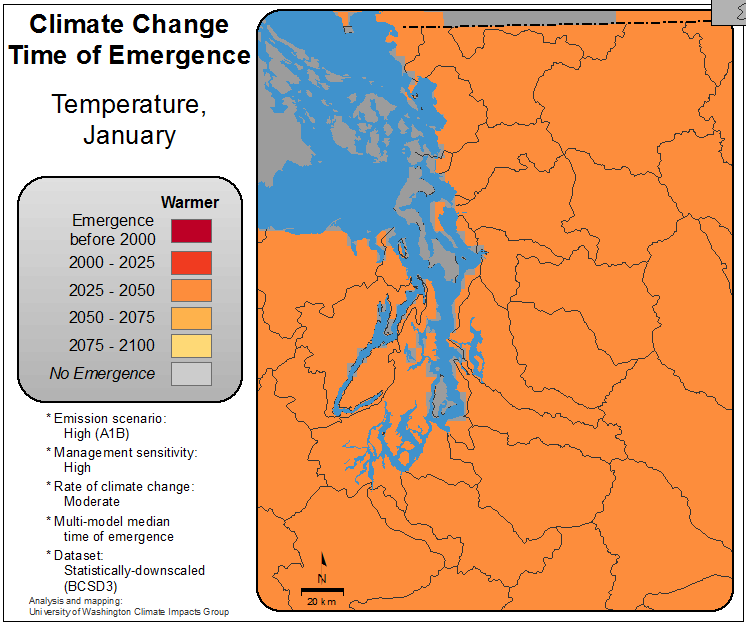 Climate Change
Time of Emergence
Temperature,
January
Warmer
Emergence
before 2000
2000 - 2025
2025 - 2050
2050 - 2075
2075 - 2100
No Emergence
* Emission scenario:
High (A1B)
* Management sensitivity:
High
* Rate of climate change:
Moderate
* Multi-model median
time of emergence
* Dataset:
Statistically-downscaled
(BCSD3)
Analysis and mapping:
University of Washington Climate Impacts Group
N
20 km